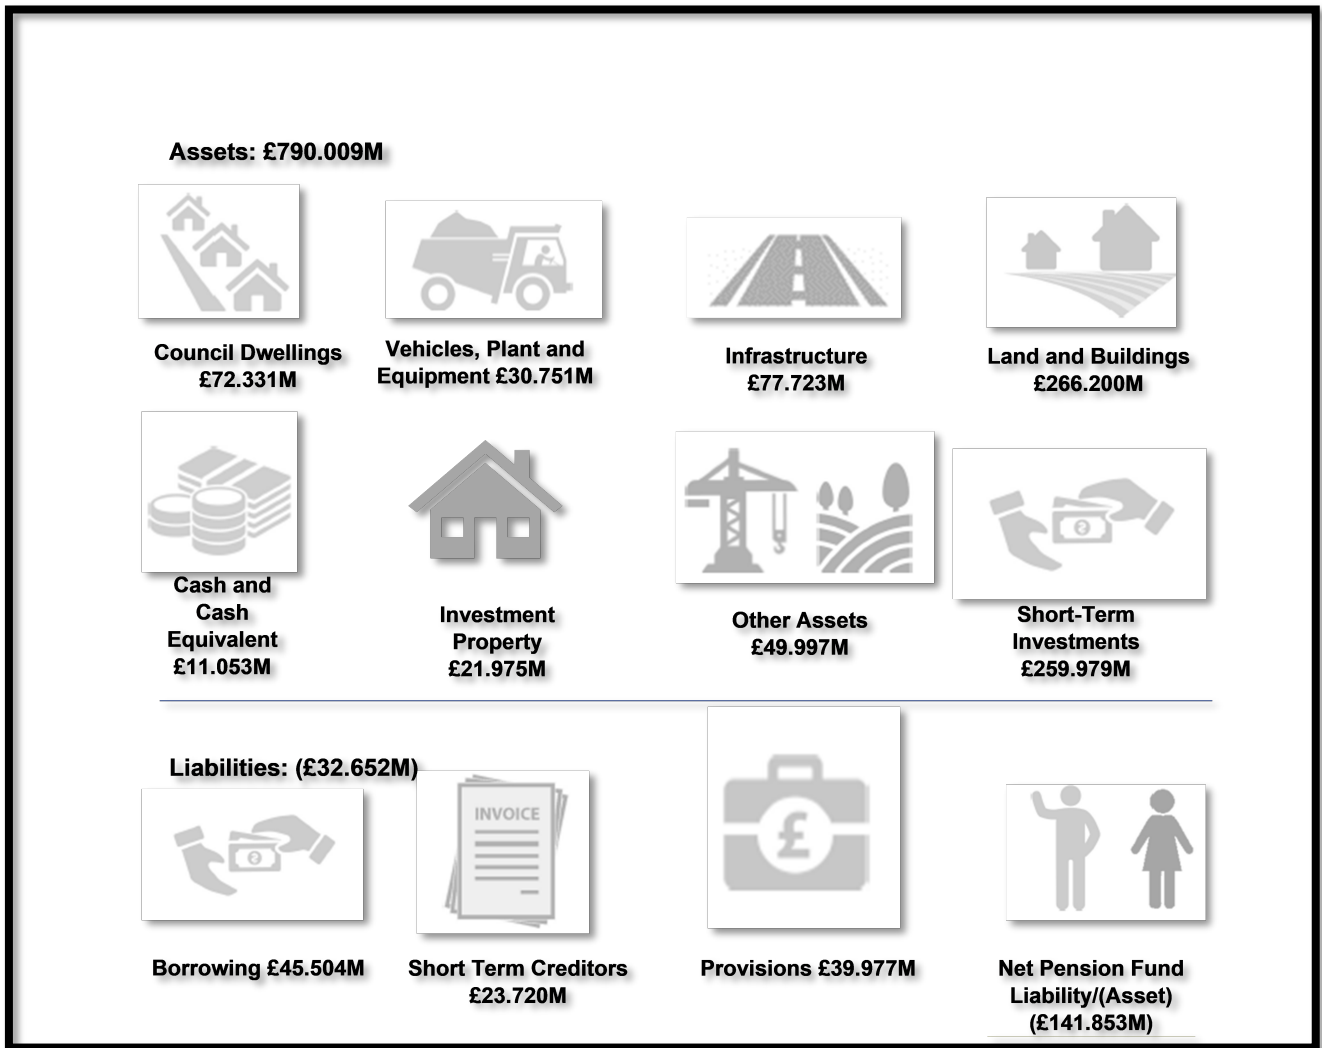 Assets: £790.009M
Council Dwellings
£72.331M
Vehicles, Plant and
Equipment £30.751M
Infrastructure
£77.723M
Land and Buildings
£266.200M
Cash and
Cash
Equivalent
£11.053M
Investment
Property
£21.975M
Other Assets
£49.997M
Short-Term
Investments
£259.979M
Liabilities: (£32.652M)
INVOICE
£
Borrowing £45.504M
Short Term Creditors
£23.720M
Provisions £39.977M
Net Pension Fund
Liability/(Asset)
(£141.853M)